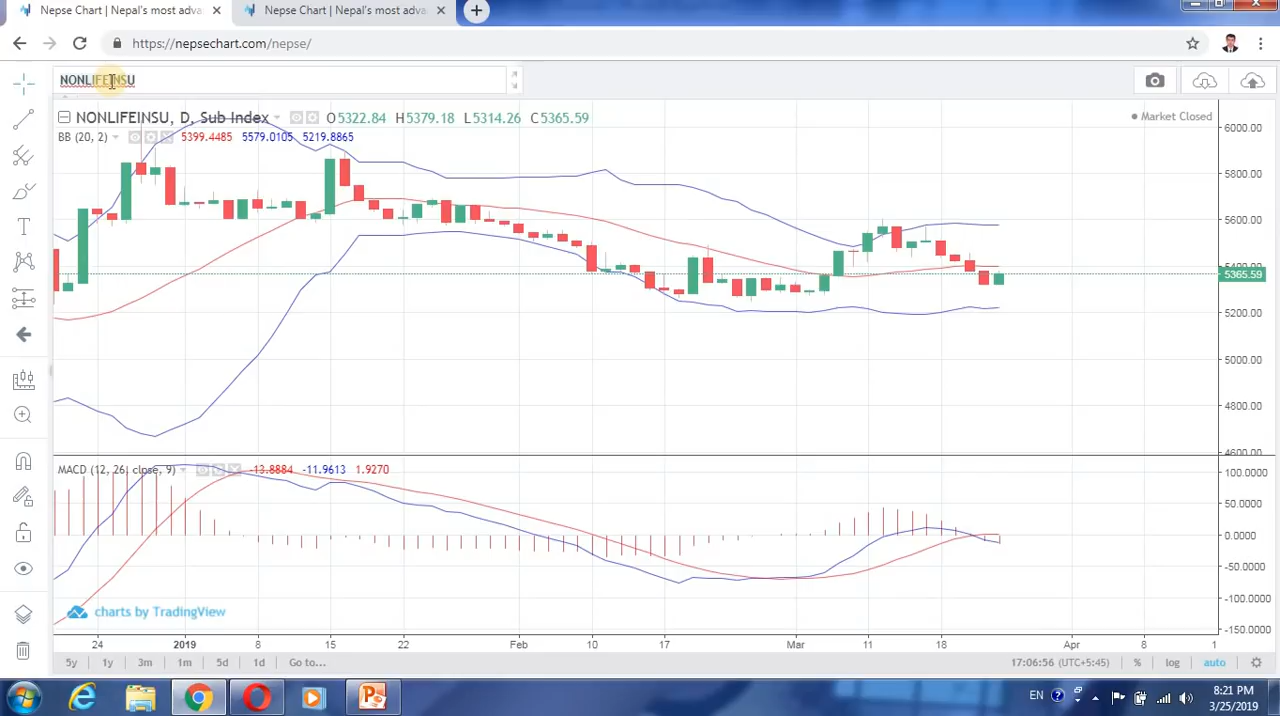 Nepse Chart | Nepal's most adva
Nepse Chart | Nepal's most adva
https://nepsechart.com/nepse/
NONLIFEINSU
NONLIFEINSU, D, Sub Index O5322.84 H5379.18 L5314.26 C5365.59
Market Closed
BB (20, 2) 5399.4485 5579.0105 5219.8865
6000.00
5800.00
5600.00
5400.00
5365.59
5200.00
5000.00
4800.00
4600.00
MACD (12, 26, close, 9) -13.8884 -11.9613 1.9270
100.0000
50.0000
0.0000
-50.0000
-100.0000
-150.0000
charts by TradingView
24 2019 8 15 22 Feb 10 17 Mar 11 18 Apr 8 1
5y 1y 3m 1m 5d 1d Go to... 17:06:56 (UTC+5:45) % log auto
EN 8:21 PM
3/25/2019